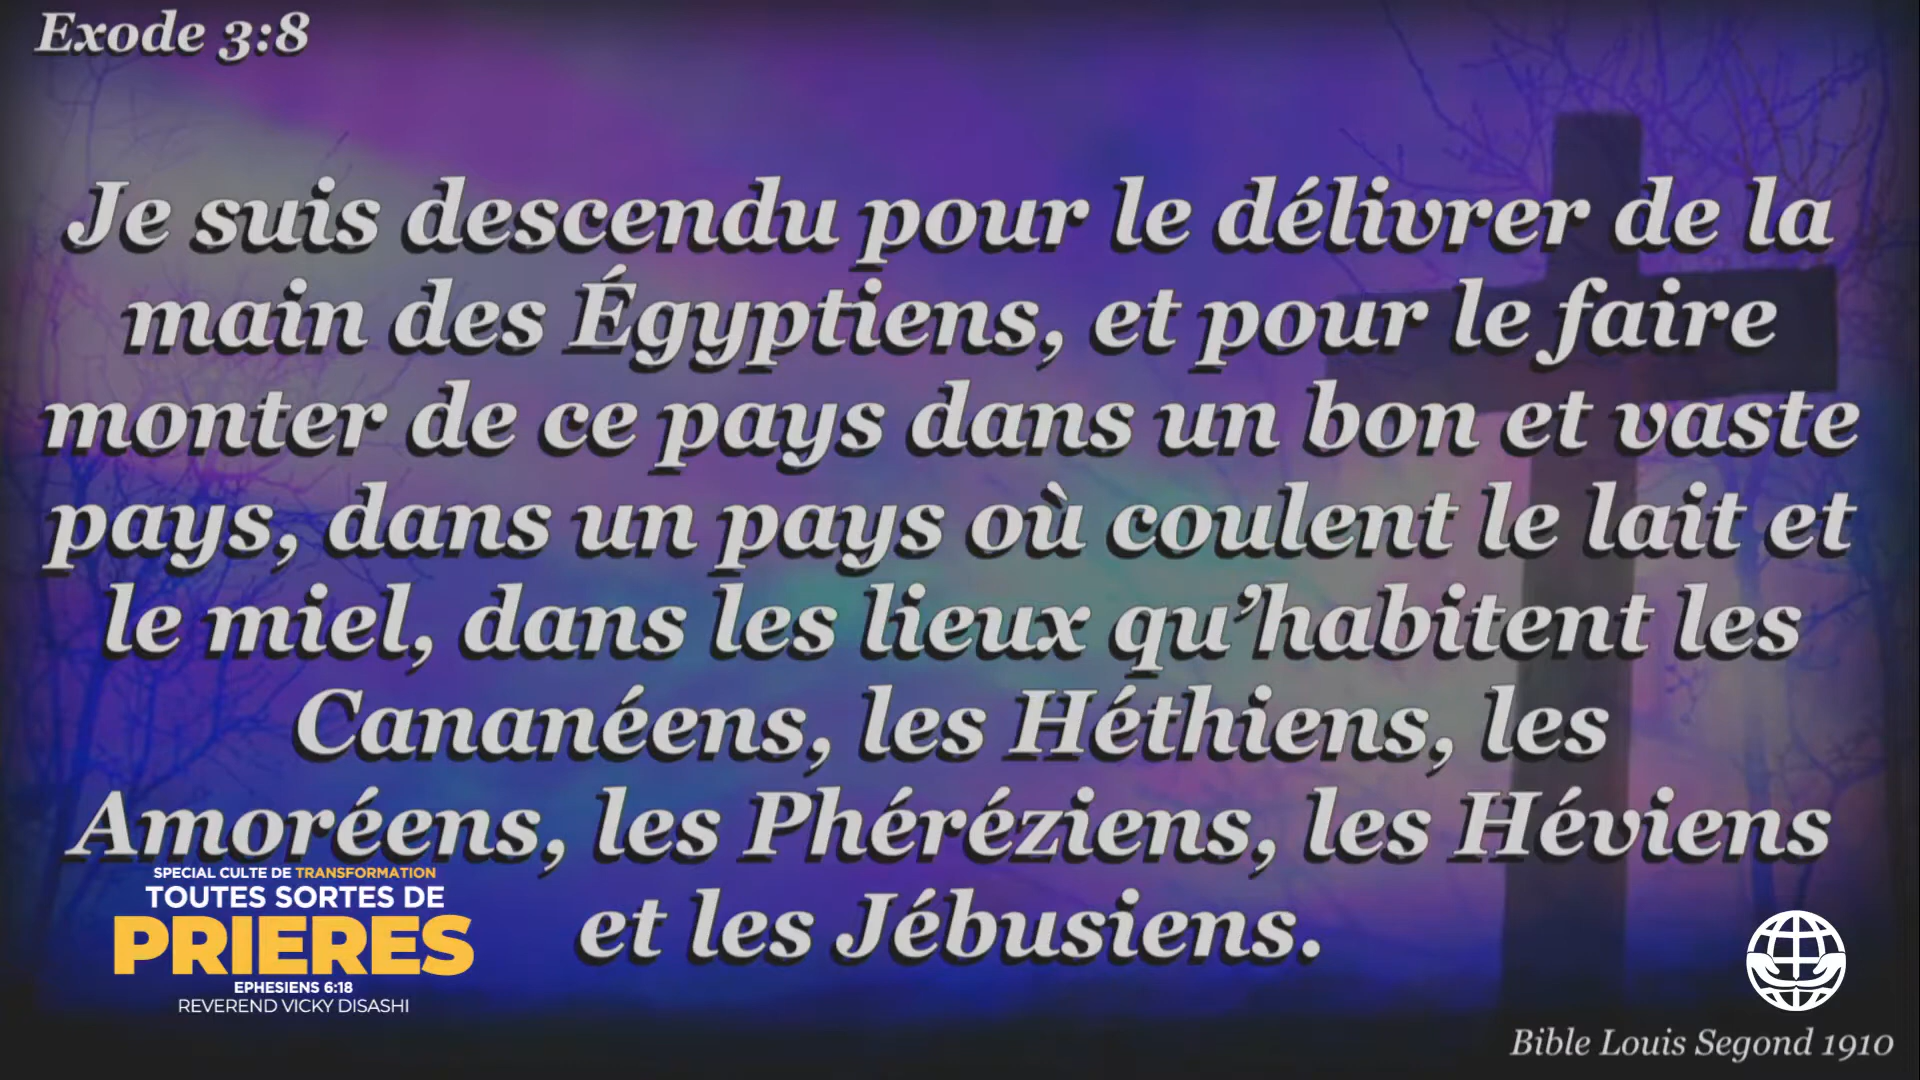 Exode 3:8
Je suis descendu pour le délivrer de la
main des Égyptiens, et pour le faire
monter de ce pays dans un bon et vaste
pays, dans un pays où coulent le lait et
le miel, dans les lieux qu’habitent les
Cananéens, les Héthiens, les
Amoréens, les Phéréziens, les Héviens
et les Jébusiens.
SPECIAL CULTE DE TRANSFORMATION
TOUTES SORTES DE
PRIERES
EPHESIENS 6:18
REVEREND VICKY DISASHI
Bible Louis Segond 1910